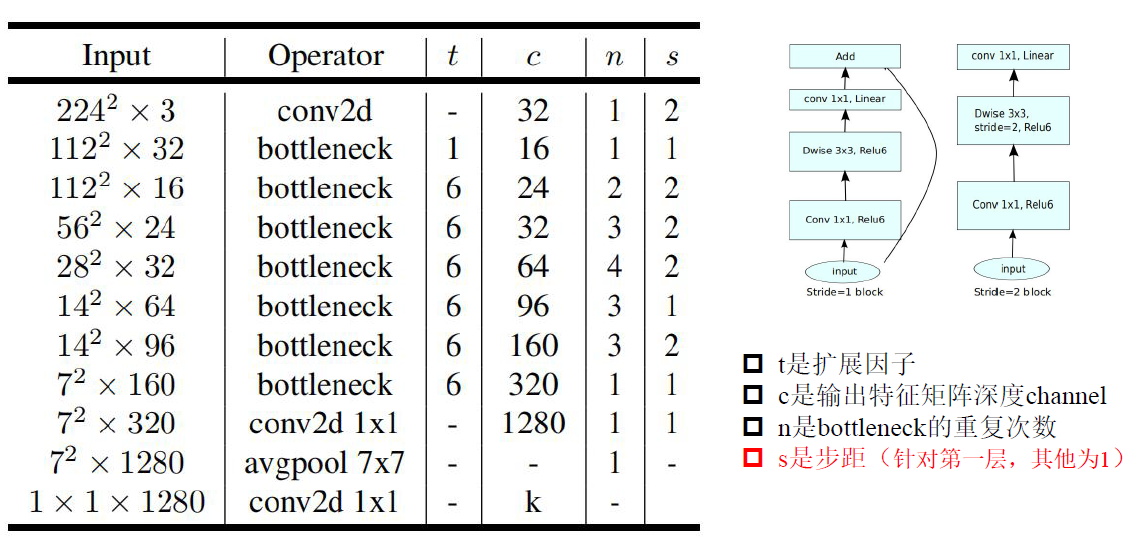 Input Operator t c n s
224² × 3 conv2d - 32 1 2
112² × 32 bottleneck 1 16 1 1
112² × 16 bottleneck 6 24 2 2
56² × 24 bottleneck 6 32 3 2
28² × 32 bottleneck 6 64 4 2
14² × 64 bottleneck 6 96 3 1
14² × 96 bottleneck 6 160 3 2
7² × 160 bottleneck 6 320 1 1
7² × 320 conv2d 1x1 - 1280 1 1
7² × 1280 avgpool 7x7 - - 1 -
1 × 1 × 1280 conv2d 1x1 - k -
Add
conv 1x1, Linear
Dwise 3x3, Relu6
Conv 1x1, Relu6
input
Stride=1 block
conv 1x1, Linear
Dwise 3x3,
stride=2, Relu6
Conv 1x1, Relu6
input
Stride=2 block
t是扩展因子
c是输出特征矩阵深度channel
n是bottleneck的重复次数
s是步距（针对第一层，其他为1）